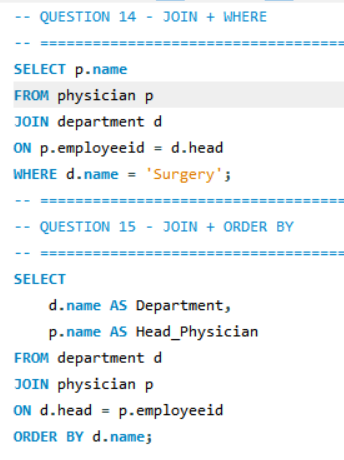 -- QUESTION 14 - JOIN + WHERE
-- ===================================
SELECT p.name
FROM physician p
JOIN department d
ON p.employeeid = d.head
WHERE d.name = 'Surgery';
-- ===================================
-- QUESTION 15 - JOIN + ORDER BY
-- ===================================
SELECT
    d.name AS Department,
    p.name AS Head_Physician
FROM department d
JOIN physician p
ON d.head = p.employeeid
ORDER BY d.name;